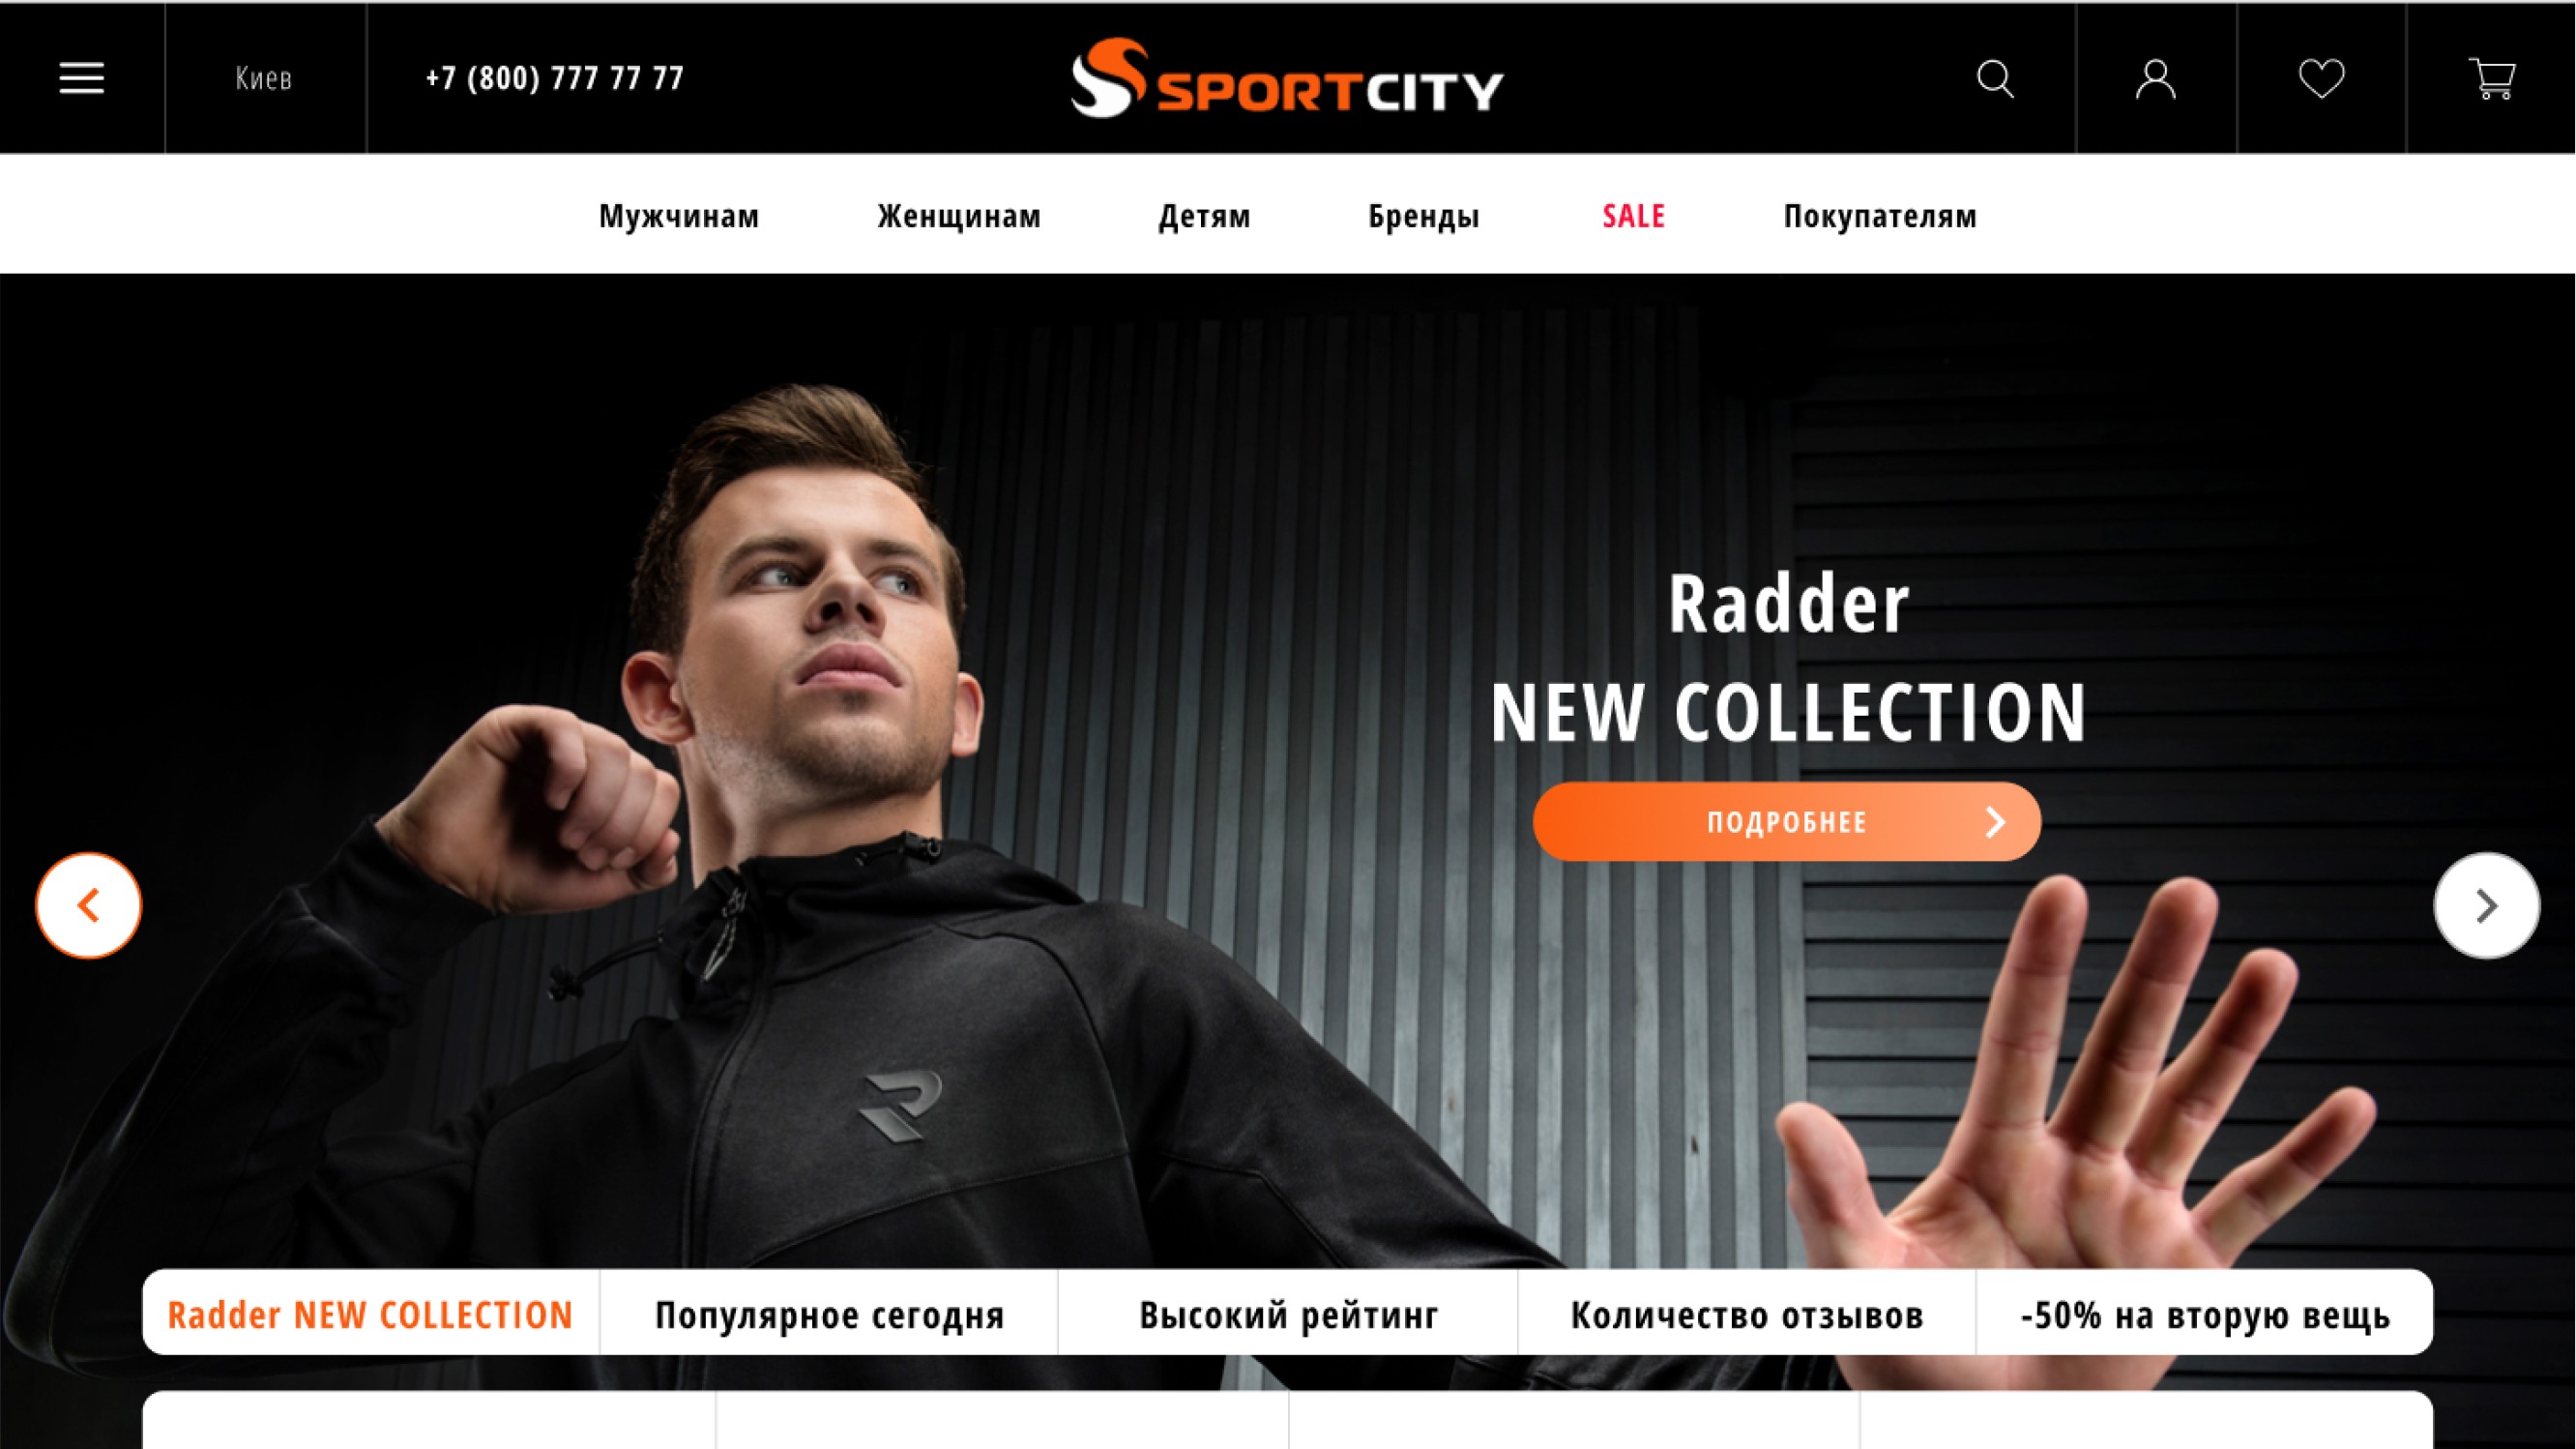 Киев
+7 (800) 777 77 77
SPORTCITY
Мужчинам
Женщинам
Детям
Бренды
SALE
Покупателям
Radder
NEW COLLECTION
ПОДРОБНЕЕ
Radder NEW COLLECTION
Популярное сегодня
Высокий рейтинг
Количество отзывов
-50% на вторую вещь